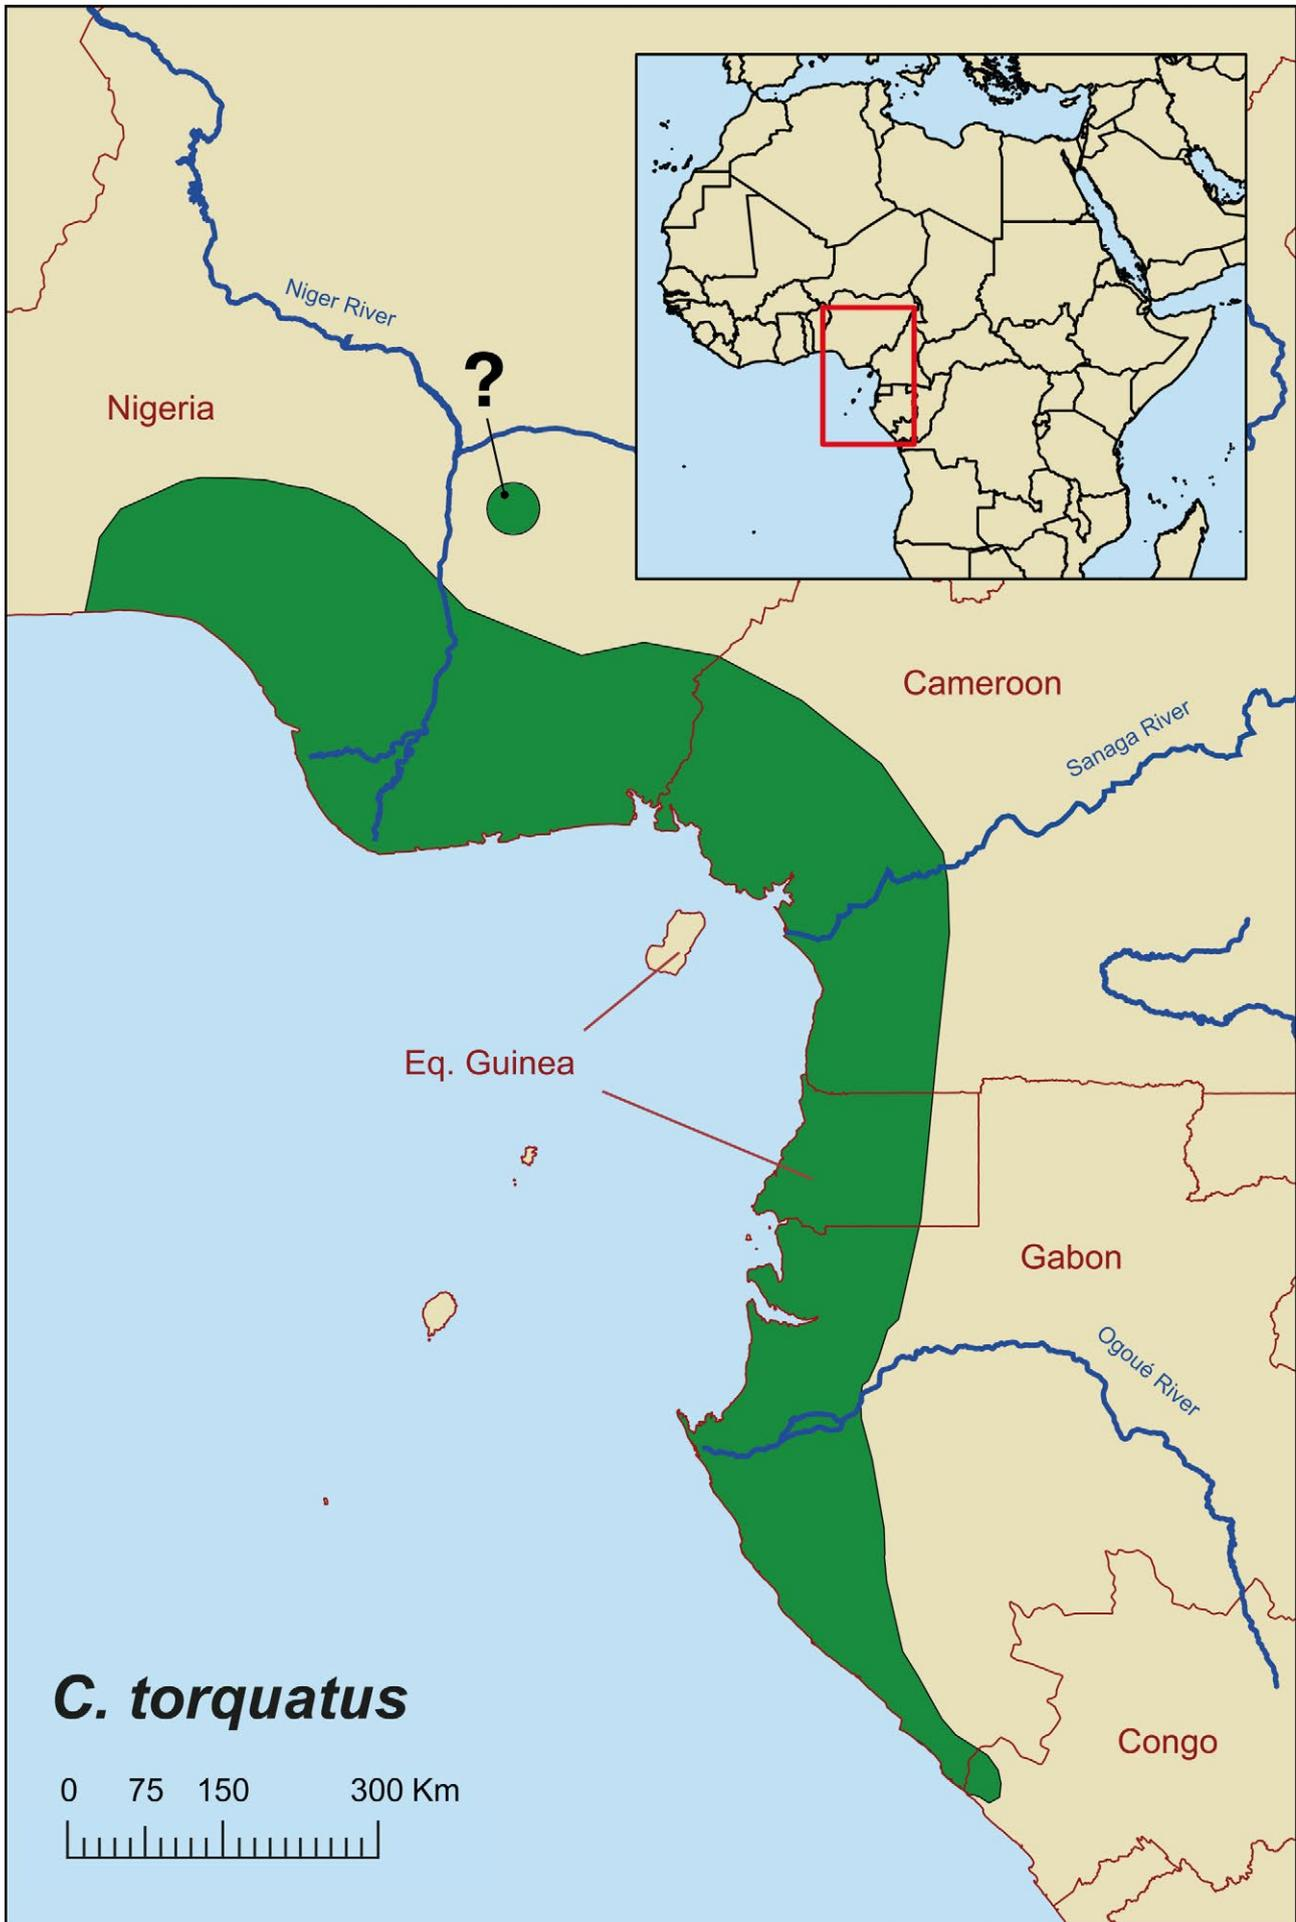 Niger River
?
Nigeria
Cameroon
Sanaga River
Eq. Guinea
Gabon
Ogoué River
C. torquatus
Congo
0 75 150 300 Km